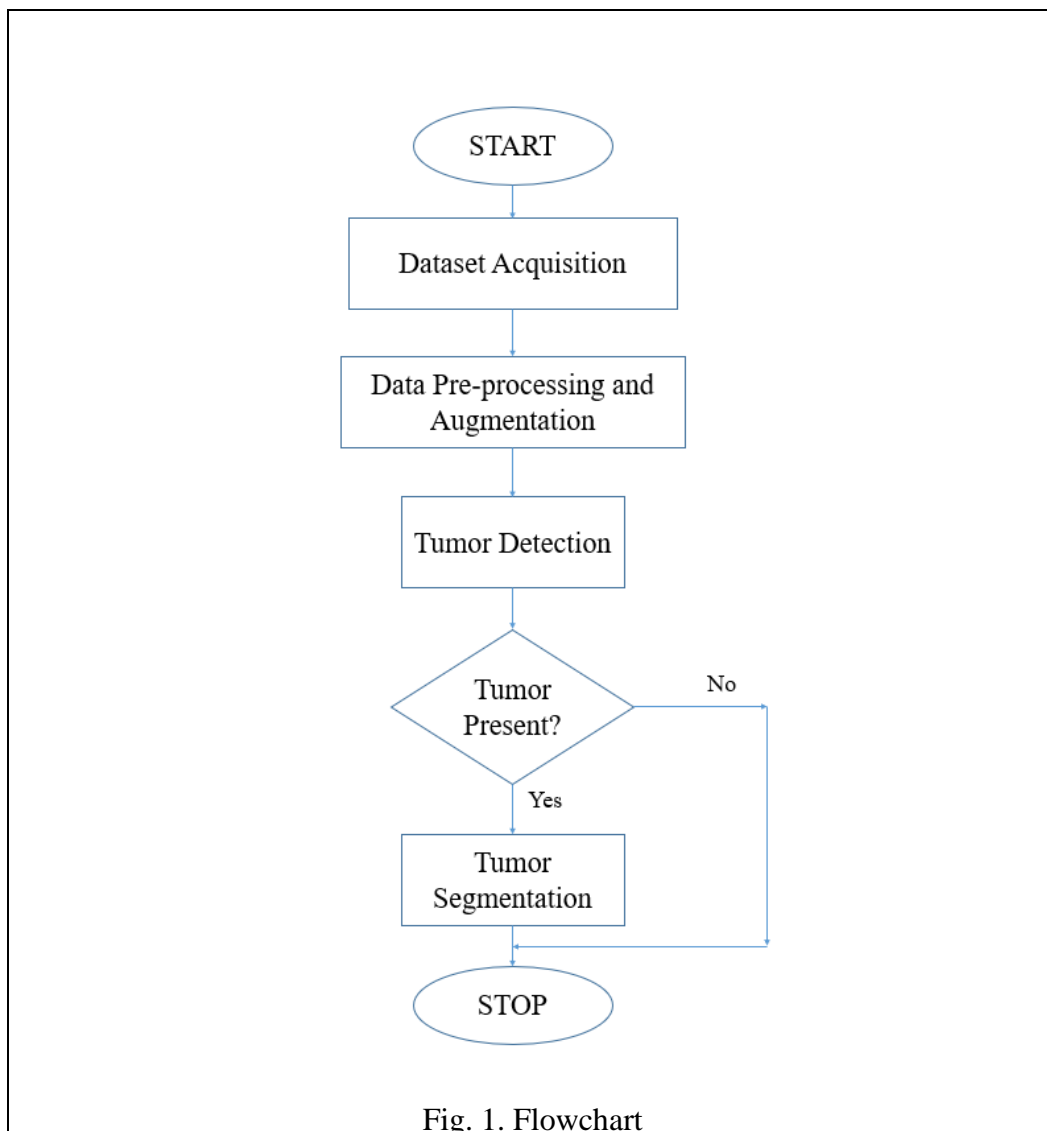 START
Dataset Acquisition
Data Pre-processing and
Augmentation
Tumor Detection
Tumor
Present?
No
Yes
Tumor
Segmentation
STOP
Fig. 1. Flowchart